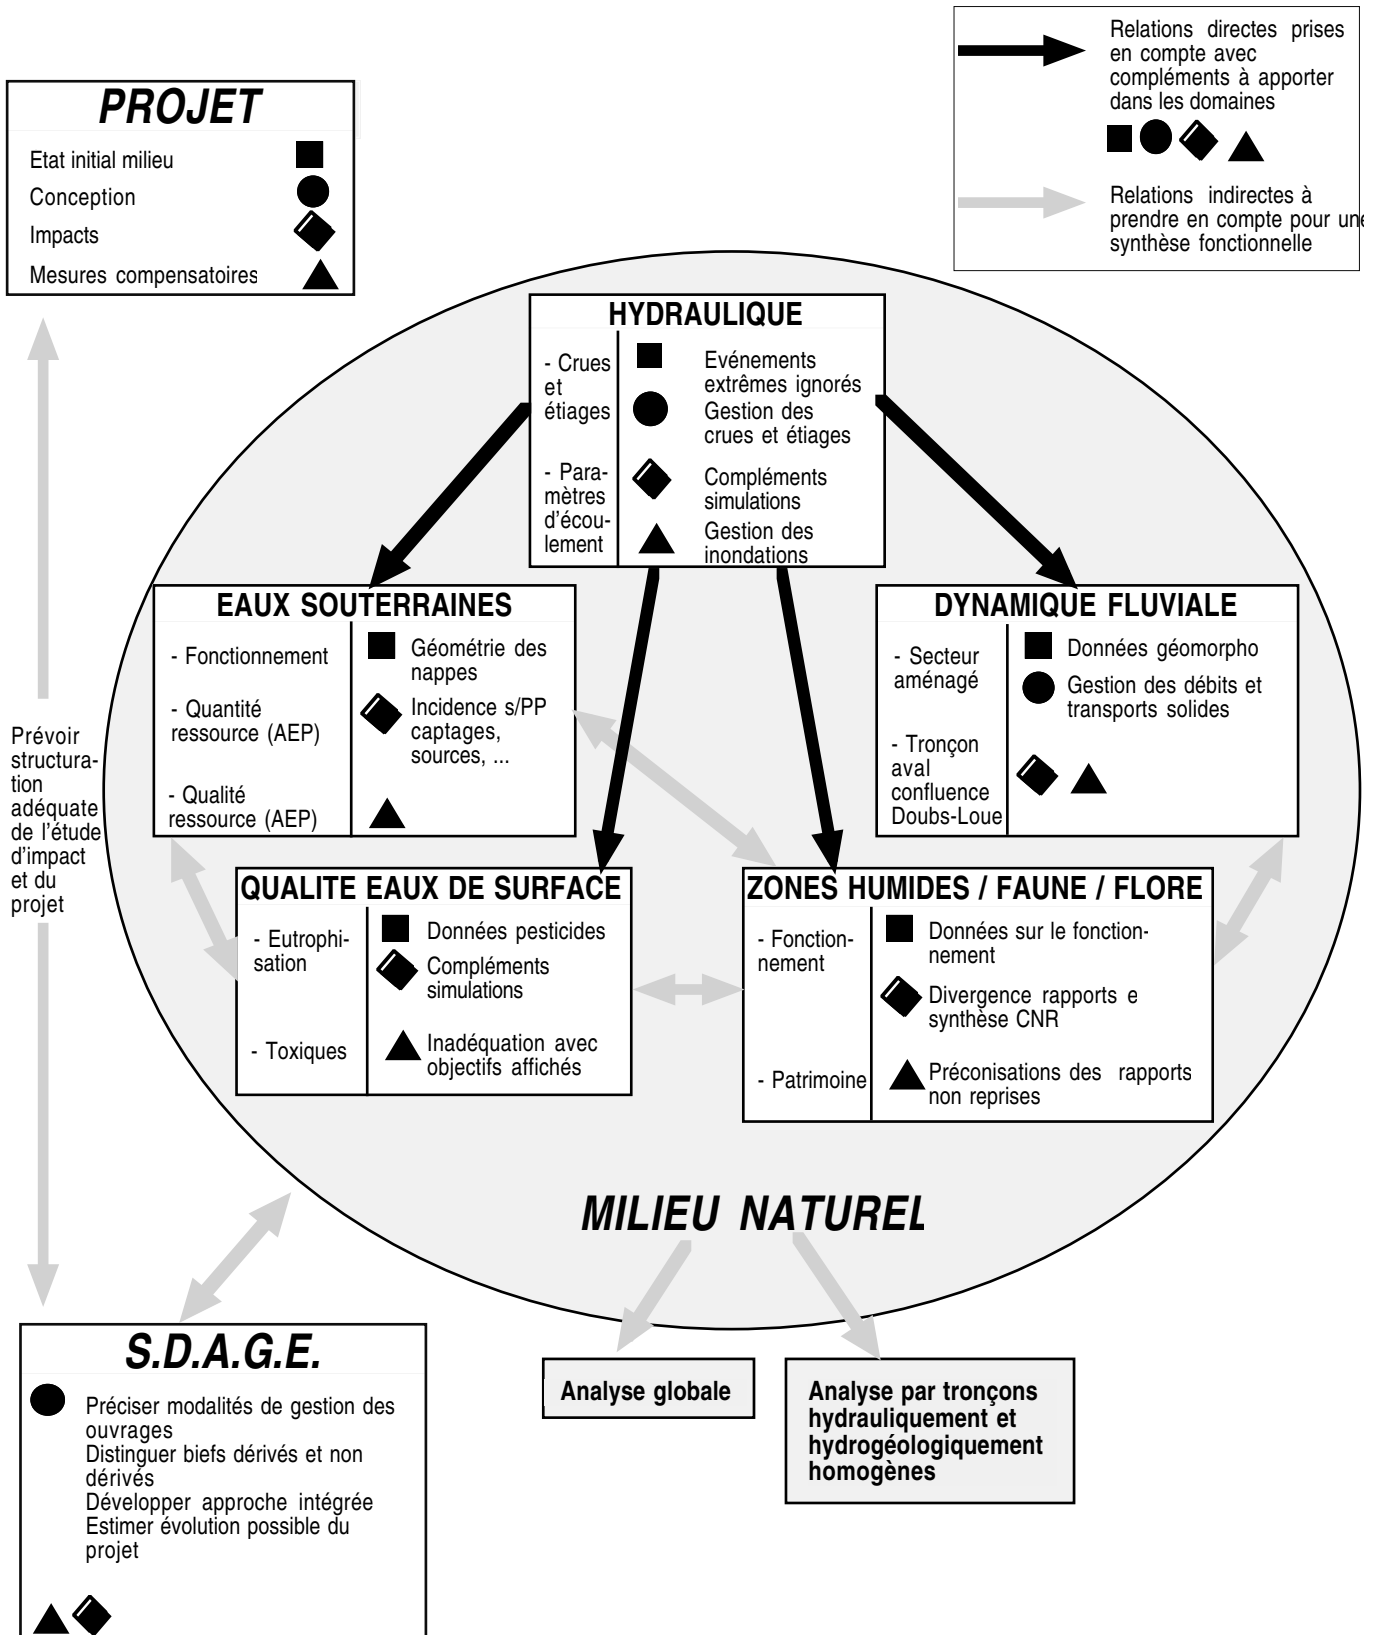 Relations directes prises
en compte avec
compléments à apporter
dans les domaines
Relations indirectes à
prendre en compte pour une
synthèse fonctionnelle
PROJET
Etat initial milieu
Conception
Impacts
Mesures compensatoires
HYDRAULIQUE
- Crues
et
étiages
- Para-
mètres
d'écou-
lement
Evénements
extrêmes ignorés
Gestion des
crues et étiages
Compléments
simulations
Gestion des
inondations
EAUX SOUTERRAINES
- Fonctionnement
- Quantité
ressource (AEP)
- Qualité
ressource (AEP)
Géométrie des
nappes
Incidence s/PP
captages,
sources, ...
DYNAMIQUE FLUVIALE
- Secteur
aménagé
- Tronçon
aval
confluence
Doubs-Loue
Données géomorpho
Gestion des débits et
transports solides
Prévoir
structura-
tion
adéquate
de l'étude
d'impact
et du
projet
QUALITE EAUX DE SURFACE
- Eutrophi-
sation
- Toxiques
Données pesticides
Compléments
simulations
Inadéquation avec
objectifs affichés
ZONES HUMIDES / FAUNE / FLORE
- Fonction-
nement
- Patrimoine
Données sur le fonction-
nement
Divergence rapports e
synthèse CNR
Préconisations des rapports
non reprises
MILIEU NATUREL
S.D.A.G.E.
Préciser modalités de gestion des
ouvrages
Distinguer biefs dérivés et non
dérivés
Développer approche intégrée
Estimer évolution possible du
projet
Analyse globale
Analyse par tronçons
hydrauliquement et
hydrogéologiquement
homogènes